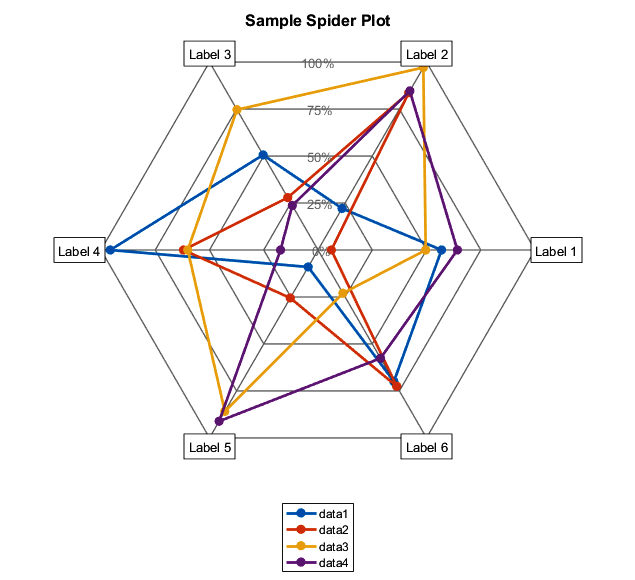 Sample Spider Plot
Label 3
Label 2
100%
75%
50%
25%
Label 4
0%
Label 1
Label 5
Label 6
data1
data2
data3
data4